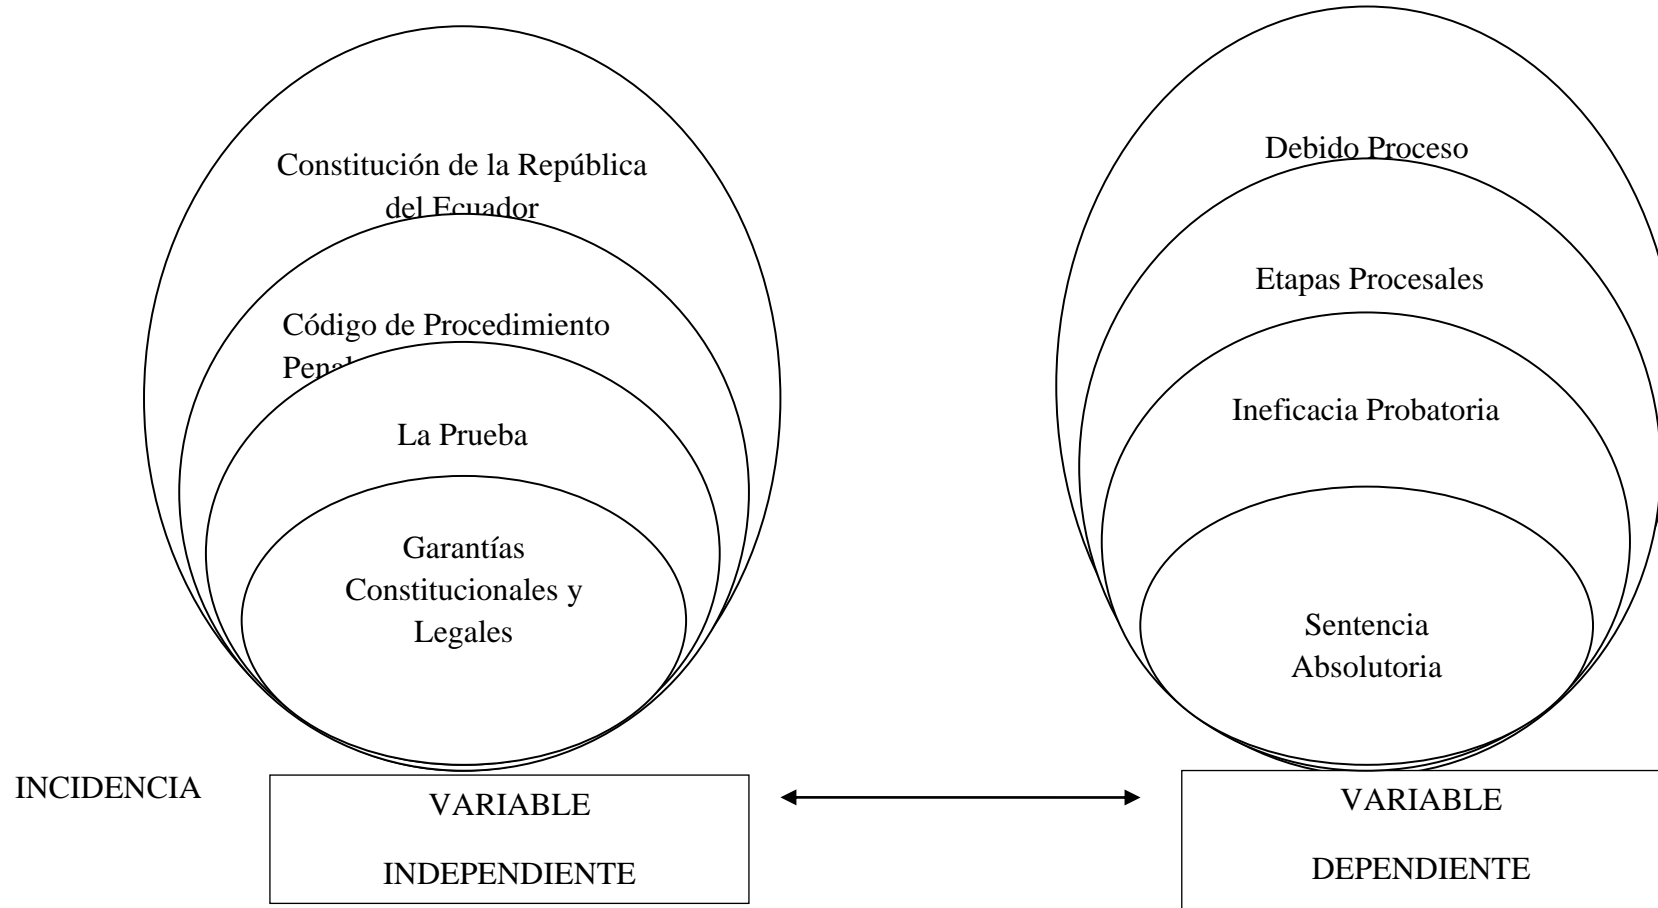 Constitución de la República
del Ecuador
Código de Procedimiento
Penal
La Prueba
Garantías
Constitucionales y
Legales
Debido Proceso
Etapas Procesales
Ineficacia Probatoria
Sentencia
Absolutoria
INCIDENCIA
VARIABLE
INDEPENDIENTE
VARIABLE
DEPENDIENTE